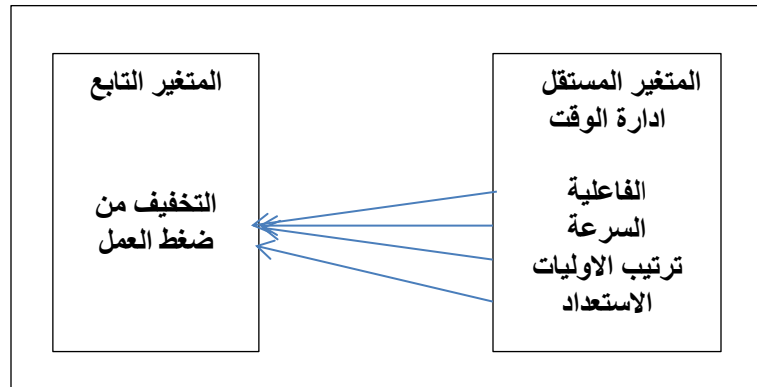 المتغير المستقل
ادارة الوقت
الفاعلية
السرعة
ترتيب الاوليات
الاستعداد
المتغير التابع
التخفيف من
ضغط العمل